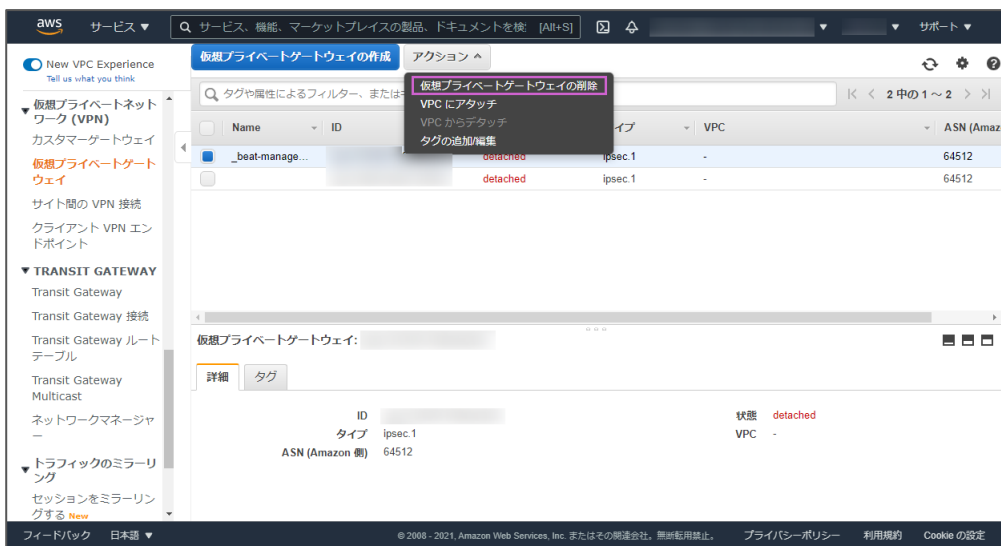 aws サービス ▼ サービス、機能、マーケットプレイスの製品、ドキュメントを検 [Alt+S] ▼ ▼ サポート ▼
New VPC Experience
Tell us what you think
仮想プライベートネットワーク (VPN)
カスタマーゲートウェイ
仮想プライベートゲート
ウェイ
サイト間の VPN 接続
クライアント VPN エン
ドポイント
TRANSIT GATEWAY
Transit Gateway
Transit Gateway 接続
Transit Gateway ルート
テーブル
Transit Gateway
Multicast
ネットワークマネージャ
ー
トラフィックのミラーリ
ング
セッションをミラーリン
グする New
仮想プライベートゲートウェイの作成 アクション
仮想プライベートゲートウェイの削除
VPC にアタッチ
VPC からデタッチ
タグの追加/編集
タグや属性によるフィルター、または
2 中の 1 ~ 2
Name ID イプ VPC ASN (Amaz
_beat-manage... detached ipsec.1 - 64512
detached ipsec.1 - 64512
仮想プライベートゲートウェイ:
詳細 タグ
ID 状態 detached
タイプ ipsec.1 VPC -
ASN (Amazon 側) 64512
フィードバック 日本語 ▼ © 2008 - 2021, Amazon Web Services, Inc. またはその関連会社。無断転用禁止。 プライバシーポリシー 利用規約 Cookie の設定